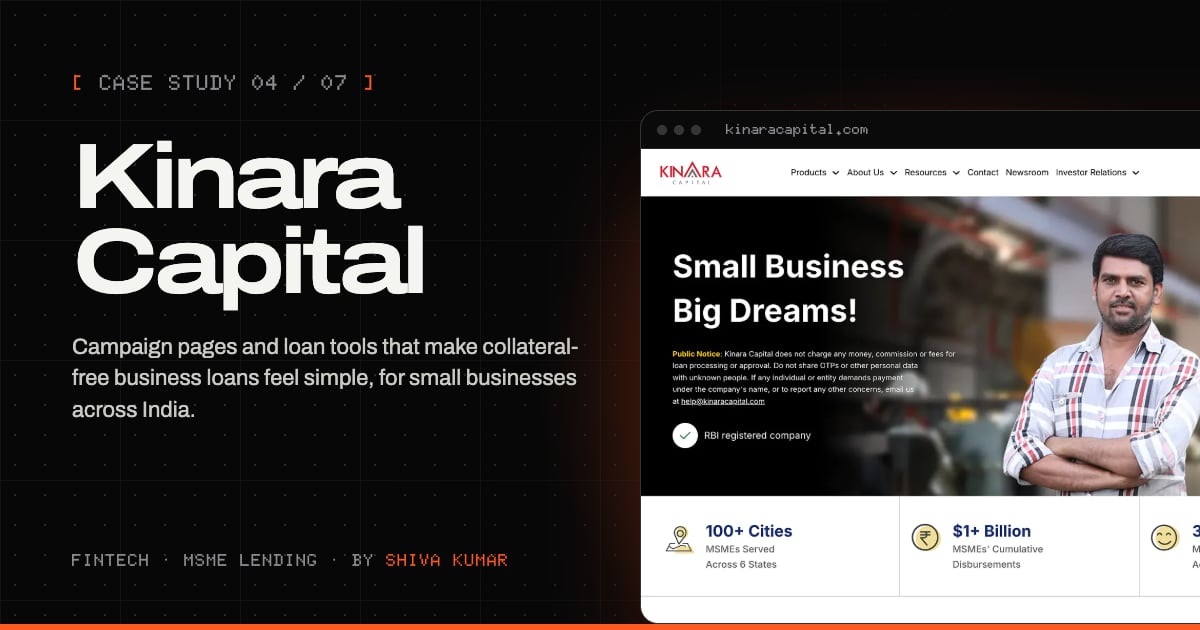 [ CASE STUDY 04 / 07 ]
Kinara
Capital
Campaign pages and loan tools that make collateral-
free business loans feel simple, for small businesses
across India.
FINTECH · MSME LENDING · BY SHIVA KUMAR
kinaracapital.com
KINARA
CAPITAL
Products About Us Resources Contact Newsroom Investor Relations
Small Business
Big Dreams!
Public Notice: Kinara Capital does not charge any money, commission or fees for
loan processing or approval. Do not share OTPs or other personal data
with unknown people. If any individual or entity demands payment
under the company's name, or to report any other concerns, email us
at help@kinaracapital.com
RBI registered company
100+ Cities
MSMEs Served
Across 6 States
$1+ Billion
MSMEs' Cumulative
Disbursements